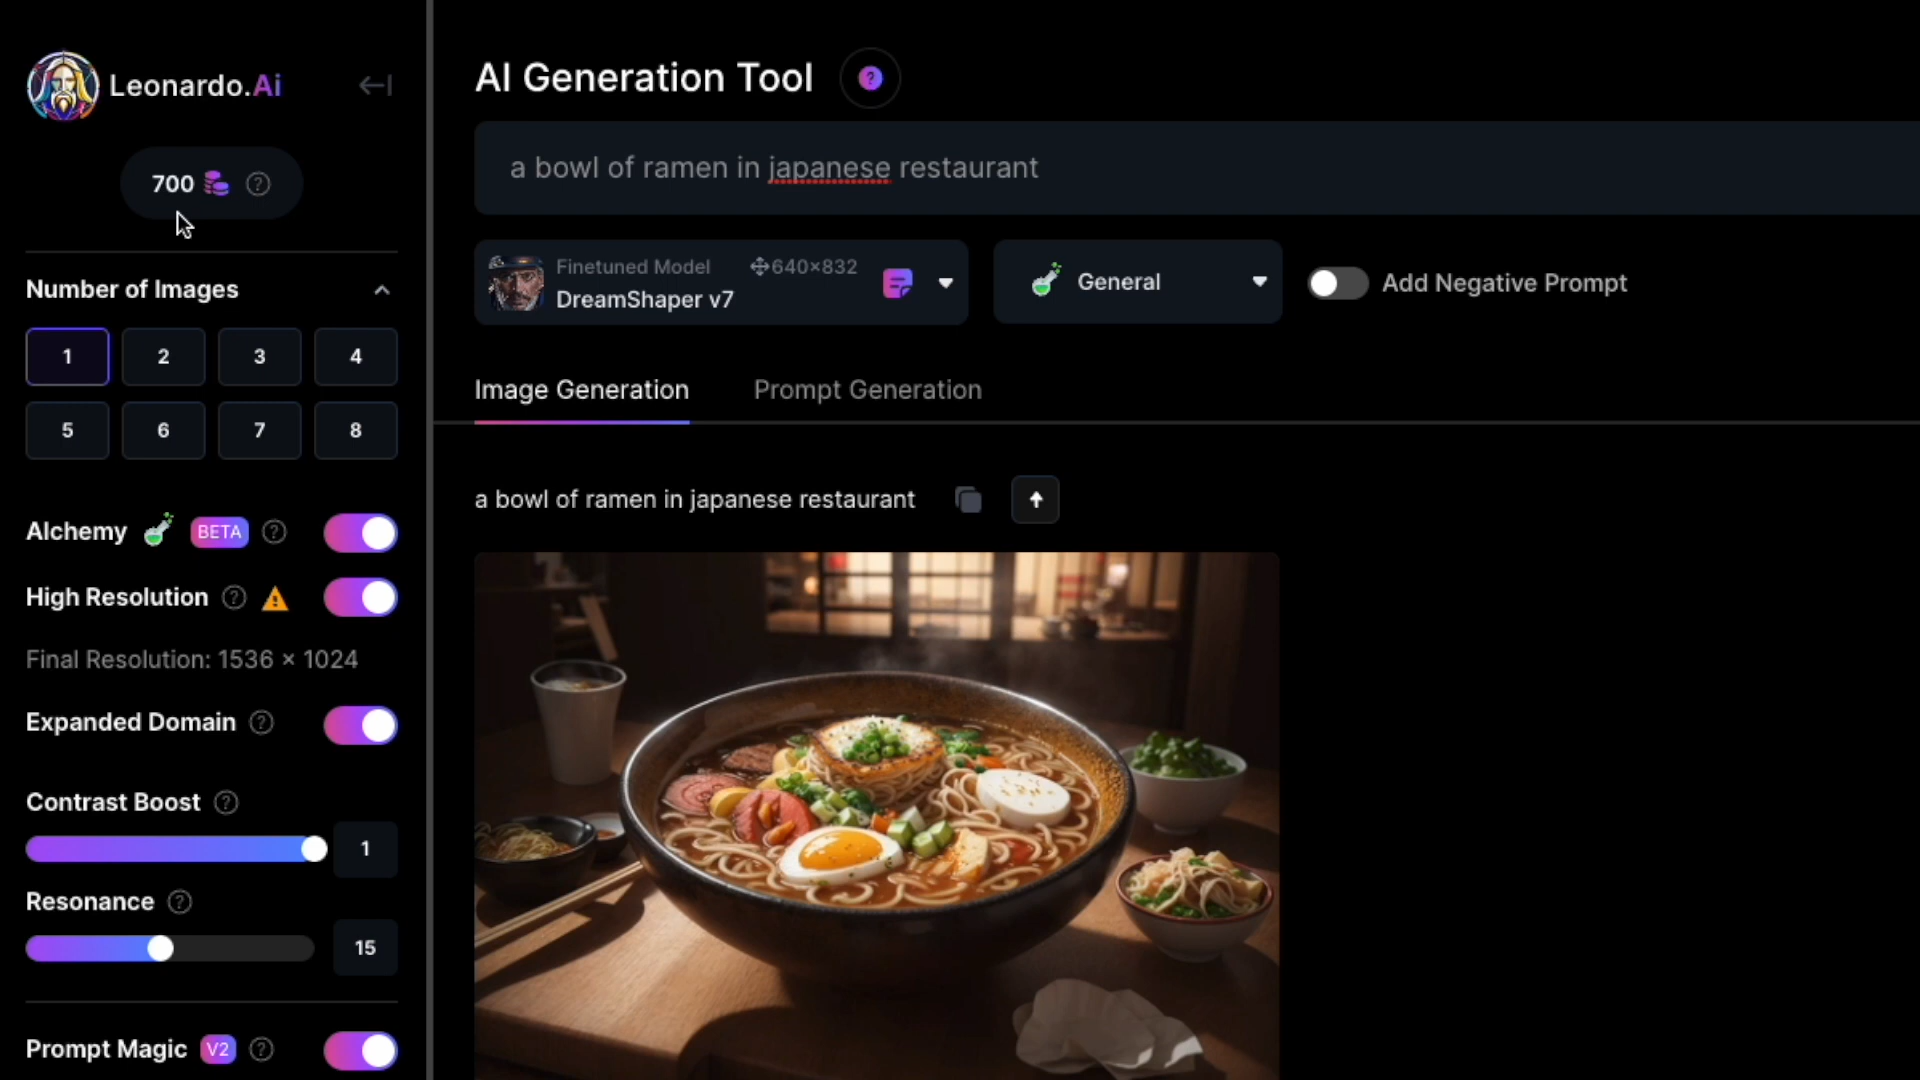 Leonardo.Ai
700
Number of Images
1 2 3 4
5 6 7 8
Alchemy BETA
High Resolution
Final Resolution: 1536 × 1024
Expanded Domain
Contrast Boost
1
Resonance
15
Prompt Magic V2
AI Generation Tool
a bowl of ramen in japanese restaurant
Finetuned Model 640×832
DreamShaper v7
General
Add Negative Prompt
Image Generation Prompt Generation
a bowl of ramen in japanese restaurant